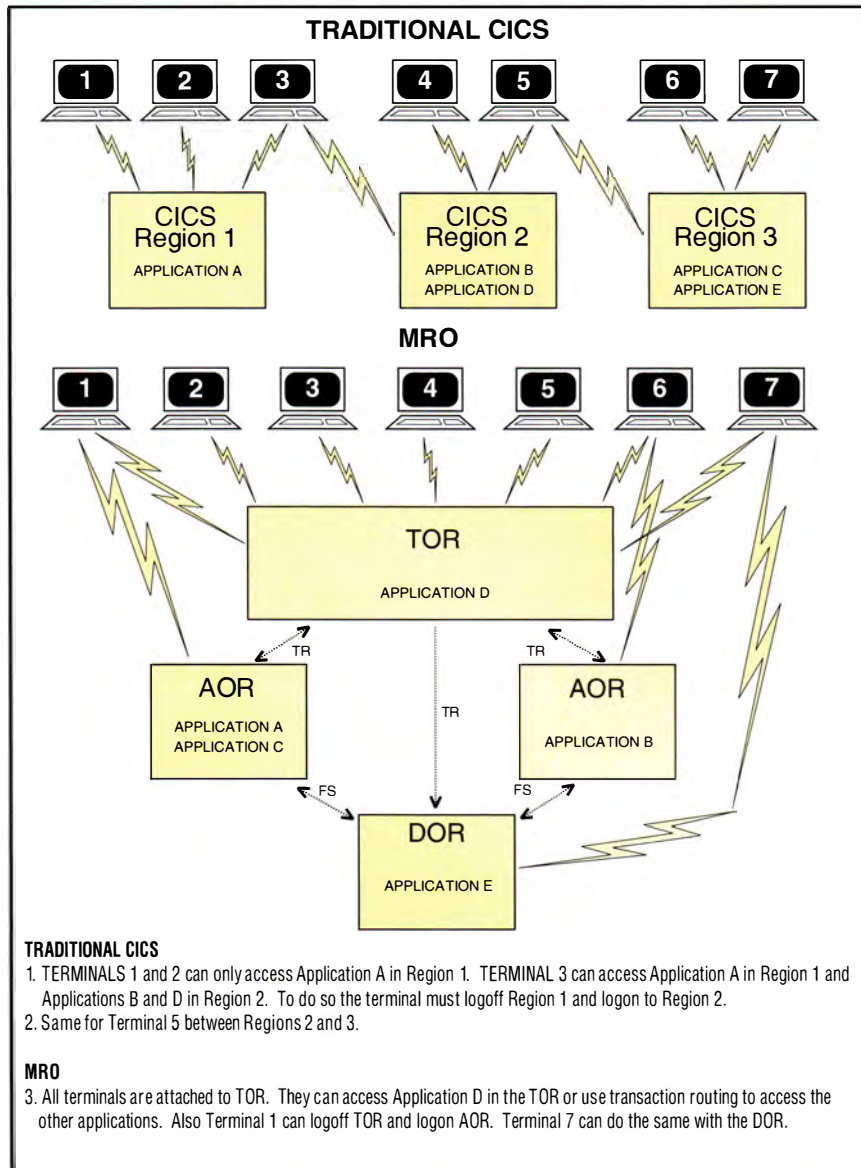 TRADITIONAL CICS
1 2 3 4 5 6 7
CICS
Region 1
APPLICATION A
CICS
Region 2
APPLICATION B
APPLICATION D
CICS
Region 3
APPLICATION C
APPLICATION E
MRO
1 2 3 4 5 6 7
TOR
APPLICATION D
TR
TR
TR
AOR
APPLICATION A
APPLICATION C
AOR
APPLICATION B
FS
FS
DOR
APPLICATION E
TRADITIONAL CICS
1. TERMINALS 1 and 2 can only access Application A in Region 1. TERMINAL 3 can access Application A in Region 1 and
Applications B and D in Region 2. To do so the terminal must logoff Region 1 and logon to Region 2.
2. Same for Terminal 5 between Regions 2 and 3.
MRO
3. All terminals are attached to TOR. They can access Application D in the TOR or use transaction routing to access the
other applications. Also Terminal 1 can logoff TOR and logon AOR. Terminal 7 can do the same with the DOR.